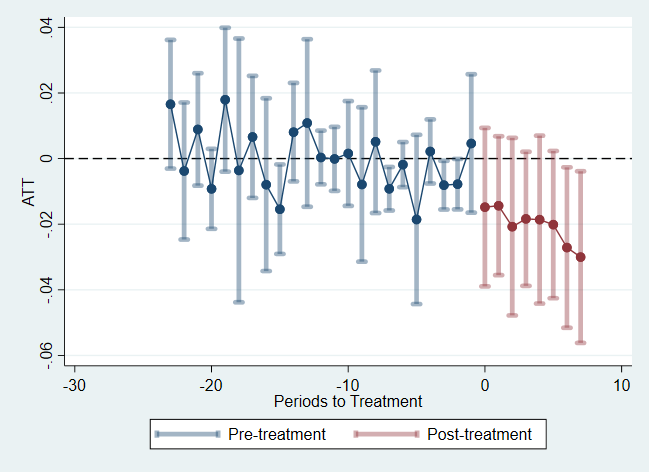 .04
.02
0
-.02
-.04
-.06
ATT
-30
-20
-10
0
10
Periods to Treatment
Pre-treatment
Post-treatment